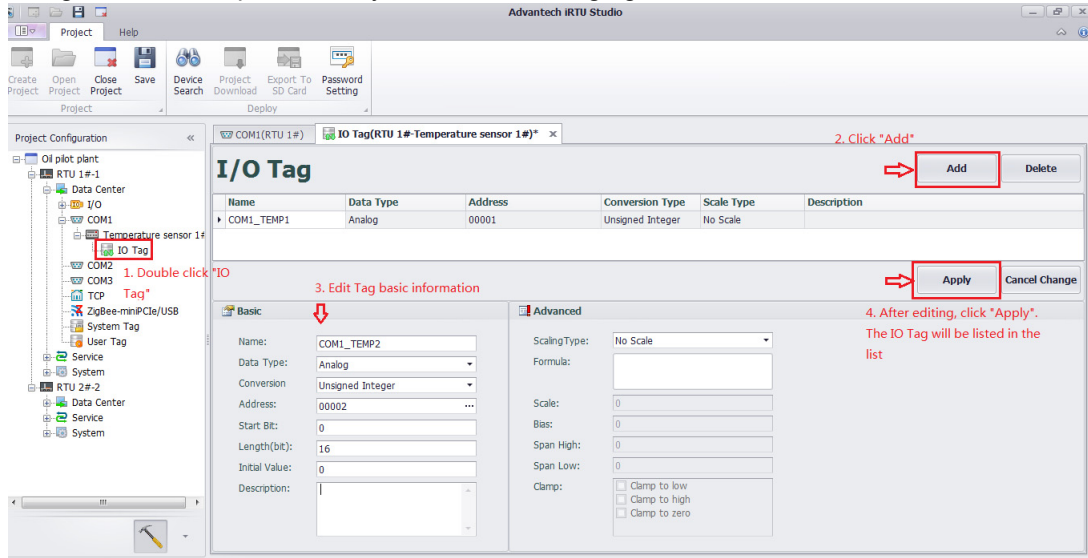 Advantech iRTU Studio
Project Help
Create Project
Open Project
Close Project
Save
Device Search
Project Download
Export To SD Card
Password Setting
Project
Deploy
Project Configuration «
COM1(RTU 1#)
IO Tag(RTU 1#-Temperature sensor 1#)* x
2. Click "Add"
Oil pilot plant
RTU 1#-1
Data Center
I/O
COM1
Temperature sensor 1#
IO Tag
COM2
COM3
TCP
ZigBee-miniPCIe/USB
System Tag
User Tag
Service
System
RTU 2#-2
Data Center
Service
System
1. Double click "IO
Tag"
I/O Tag
Add Delete
Name Data Type Address Conversion Type Scale Type Description
COM1_TEMP1 Analog 00001 Unsigned Integer No Scale
Apply Cancel Change
3. Edit Tag basic information
4. After editing, click "Apply".
The IO Tag will be listed in the
list
Basic
Name: COM1_TEMP2
Data Type: Analog
Conversion Unsigned Integer
Address: 00002 ...
Start Bit: 0
Length(bit): 16
Initial Value: 0
Description:
Advanced
ScalingType: No Scale
Formula:
Scale: 0
Bias: 0
Span High: 0
Span Low: 0
Clamp: Clamp to low
Clamp to high
Clamp to zero